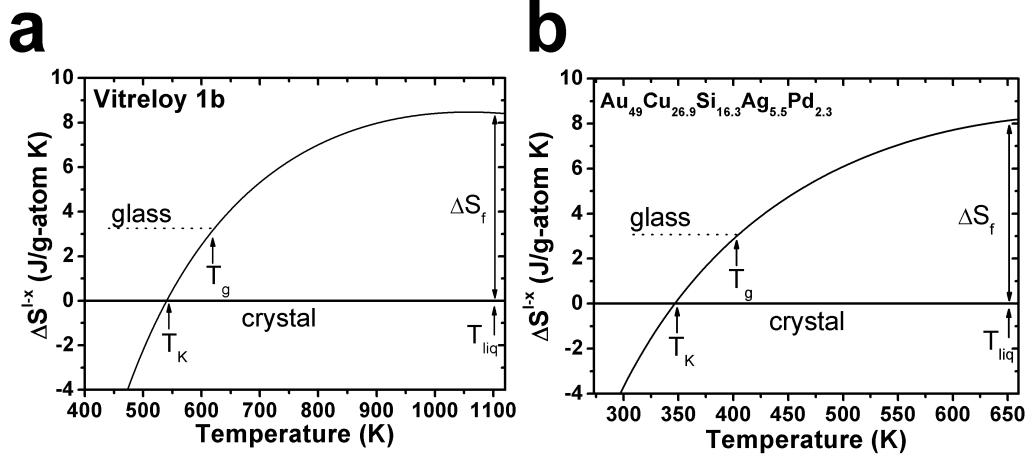 a
Vitreloy 1b
ΔS^l-x (J/g-atom K)
10
8
6
4
2
0
-2
-4
glass
T_g
ΔS_f
crystal
T_K
T_liq
400 500 600 700 800 900 1000 1100
Temperature (K)
b
Au49Cu26.9Si16.3Ag5.5Pd2.3
ΔS^l-x (J/g-atom K)
10
8
6
4
2
0
-2
-4
glass
T_g
ΔS_f
crystal
T_K
T_liq
300 350 400 450 500 550 600 650
Temperature (K)